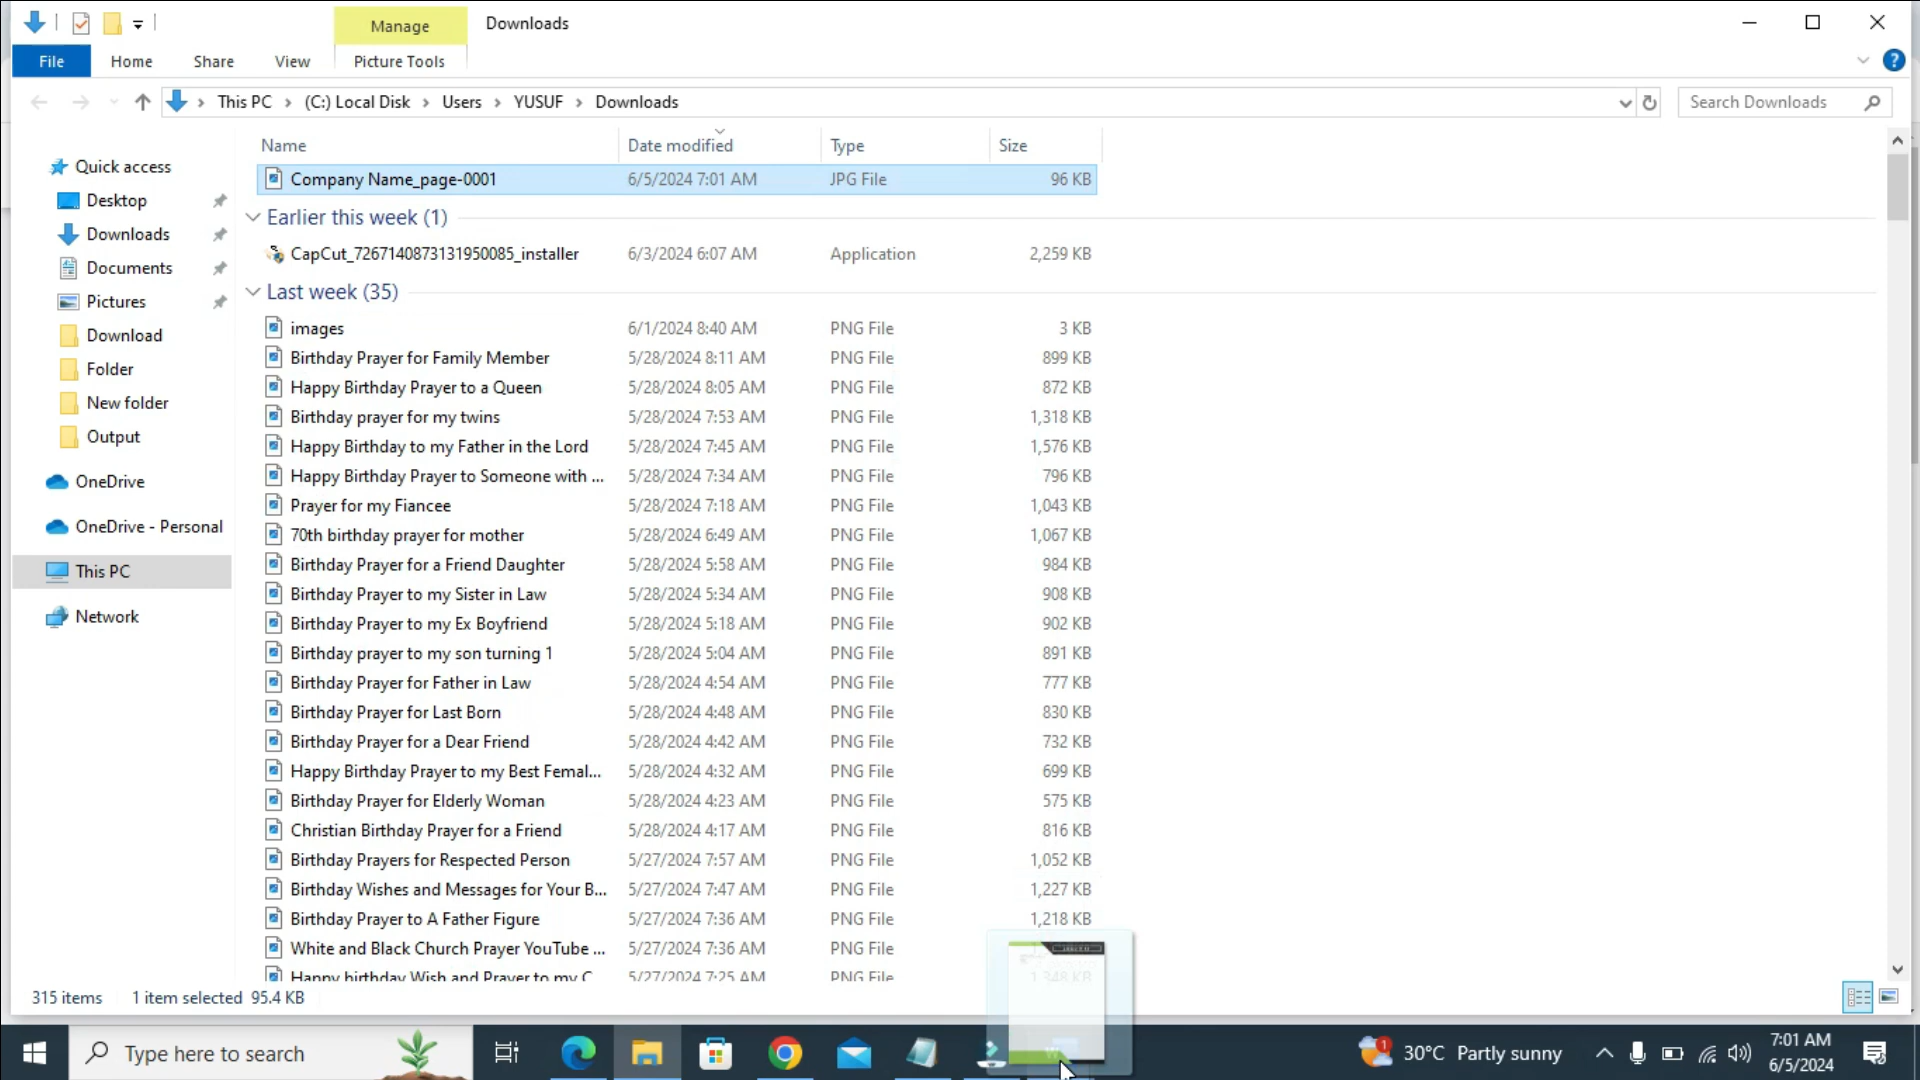 Manage
Downloads
File
Home
Share
View
Picture Tools
This PC
(C:) Local Disk
Users
YUSUF
Downloads
Search Downloads
Name
Date modified
Type
Size
Quick access
Desktop
Downloads
Documents
Pictures
Download
Folder
New folder
Output
OneDrive
OneDrive - Personal
This PC
Network
Company Name_page-0001 6/5/2024 7:01 AM JPG File 96 KB
Earlier this week (1)
CapCut_7267140873131950085_installer 6/3/2024 6:07 AM Application 2,259 KB
Last week (35)
images 6/1/2024 8:40 AM PNG File 3 KB
Birthday Prayer for Family Member 5/28/2024 8:11 AM PNG File 899 KB
Happy Birthday Prayer to a Queen 5/28/2024 8:05 AM PNG File 872 KB
Birthday prayer for my twins 5/28/2024 7:53 AM PNG File 1,318 KB
Happy Birthday to my Father in the Lord 5/28/2024 7:45 AM PNG File 1,576 KB
Happy Birthday Prayer to Someone with ... 5/28/2024 7:34 AM PNG File 796 KB
Prayer for my Fiancee 5/28/2024 7:18 AM PNG File 1,043 KB
70th birthday prayer for mother 5/28/2024 6:49 AM PNG File 1,067 KB
Birthday Prayer for a Friend Daughter 5/28/2024 5:58 AM PNG File 984 KB
Birthday Prayer to my Sister in Law 5/28/2024 5:34 AM PNG File 908 KB
Birthday Prayer to my Ex Boyfriend 5/28/2024 5:18 AM PNG File 902 KB
Birthday prayer to my son turning 1 5/28/2024 5:04 AM PNG File 891 KB
Birthday Prayer for Father in Law 5/28/2024 4:54 AM PNG File 777 KB
Birthday Prayer for Last Born 5/28/2024 4:48 AM PNG File 830 KB
Birthday Prayer for a Dear Friend 5/28/2024 4:42 AM PNG File 732 KB
Happy Birthday Prayer to my Best Femal... 5/28/2024 4:32 AM PNG File 699 KB
Birthday Prayer for Elderly Woman 5/28/2024 4:23 AM PNG File 575 KB
Christian Birthday Prayer for a Friend 5/28/2024 4:17 AM PNG File 816 KB
Birthday Prayers for Respected Person 5/27/2024 7:57 AM PNG File 1,052 KB
Birthday Wishes and Messages for Your B... 5/27/2024 7:47 AM PNG File 1,227 KB
Birthday Prayer to A Father Figure 5/27/2024 7:36 AM PNG File 1,218 KB
White and Black Church Prayer YouTube ... 5/27/2024 7:36 AM PNG File
Happy birthday Wish and Prayer to my C 5/27/2024 7:25 AM PNG File 1,348 KB
315 items 1 item selected 95.4 KB
Type here to search
1
30°C Partly sunny
7:01 AM
6/5/2024